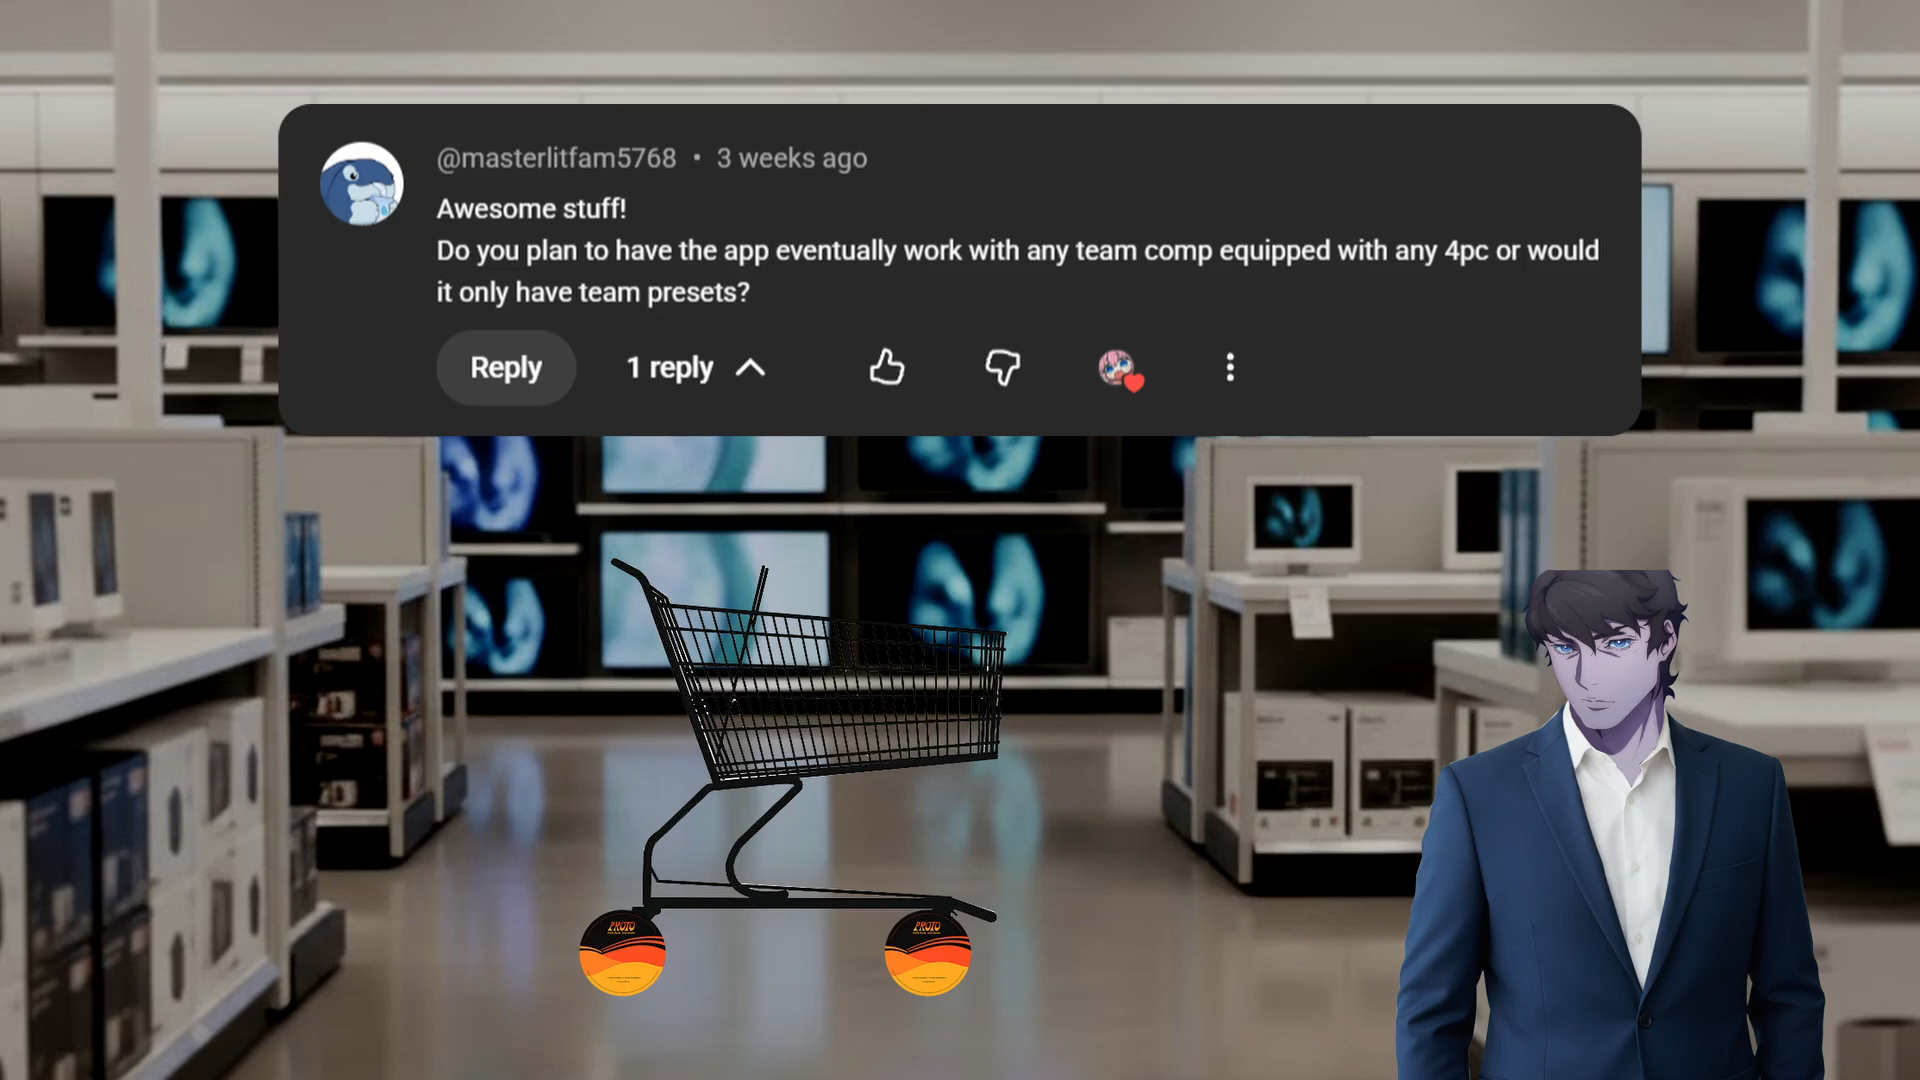 @masterlitfam5768 • 3 weeks ago
Awesome stuff!
Do you plan to have the app eventually work with any team comp equipped with any 4pc or would
it only have team presets?
Reply 1 reply
PROTO PROTO